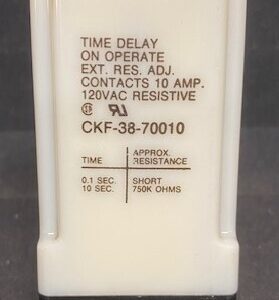 TIME DELAY
ON OPERATE
EXT. RES. ADJ.
CONTACTS 10 AMP.
120VAC RESISTIVE
CKF-38-70010
APPROX.
TIME RESISTANCE
0.1 SEC. SHORT
10 SEC. 750K OHMS